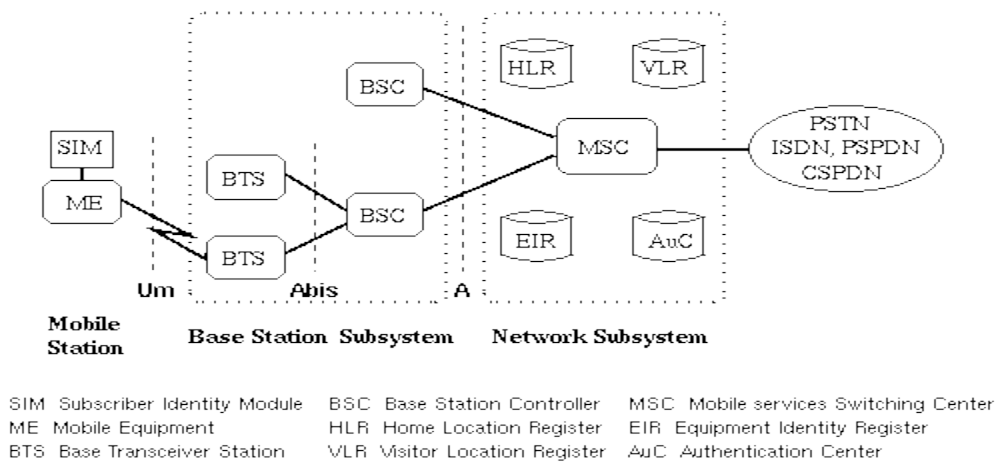 HLR
VLR
BSC
PSTN
ISDN, PSPDN
CSPDN
SIM
MSC
BTS
ME
BSC
EIR
AuC
BTS
Um
Abis
A
Mobile
Station
Base Station Subsystem
Network Subsystem
SIM Subscriber Identity Module
BSC Base Station Controller
MSC Mobile services Switching Center
ME Mobile Equipment
HLR Home Location Register
EIR Equipment Identity Register
BTS Base Transceiver Station
VLR Visitor Location Register
AuC Authentication Center